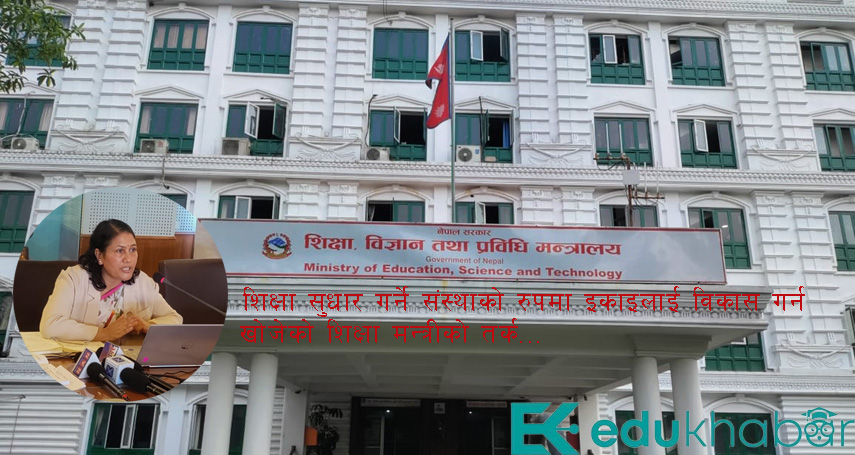 नेपाल सरकार
शिक्षा, विज्ञान तथा प्रविधि मन्त्रालय
Government of Nepal
Ministry of Education, Science and Technology
शिक्षा सुधार गर्ने संस्थाको रुपमा इकाइलाई विकास गर्न
खोजेको शिक्षा मन्त्रीको तर्क...
EK edukhabar